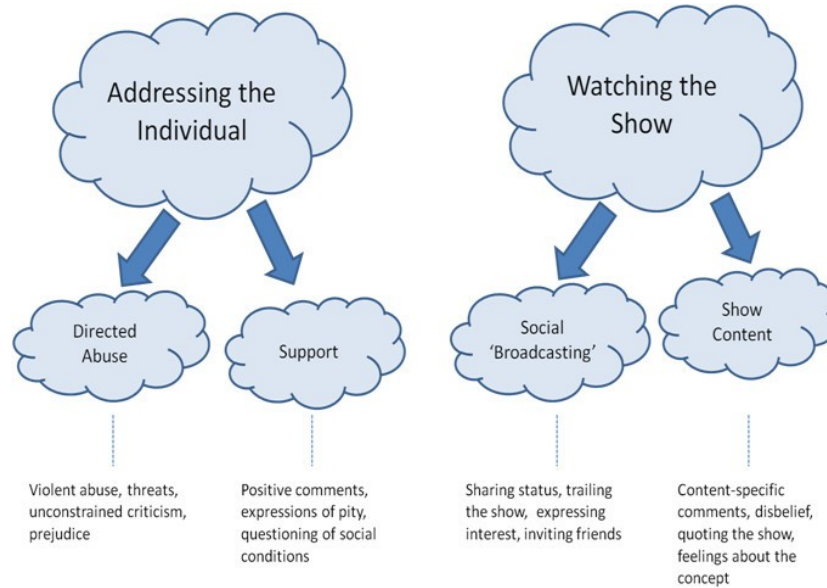 Addressing the
Individual
Watching the
Show
Directed
Abuse
Support
Social
‘Broadcasting’
Show
Content
Violent abuse, threats,
unconstrained criticism,
prejudice
Positive comments,
expressions of pity,
questioning of social
conditions
Sharing status, trailing
the show, expressing
interest, inviting friends
Content-specific
comments, disbelief,
quoting the show,
feelings about the
concept